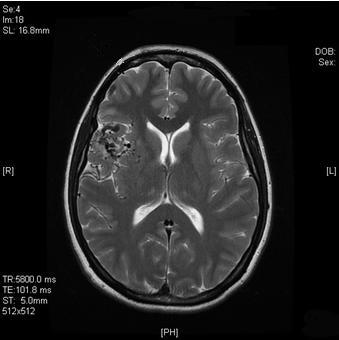 Se:4
Im:18
SL: 16.8mm
DOB:
Sex:
[R]
[L]
TR:5800.0 ms
TE:101.8 ms
ST: 5.0mm
512x512
[PH]